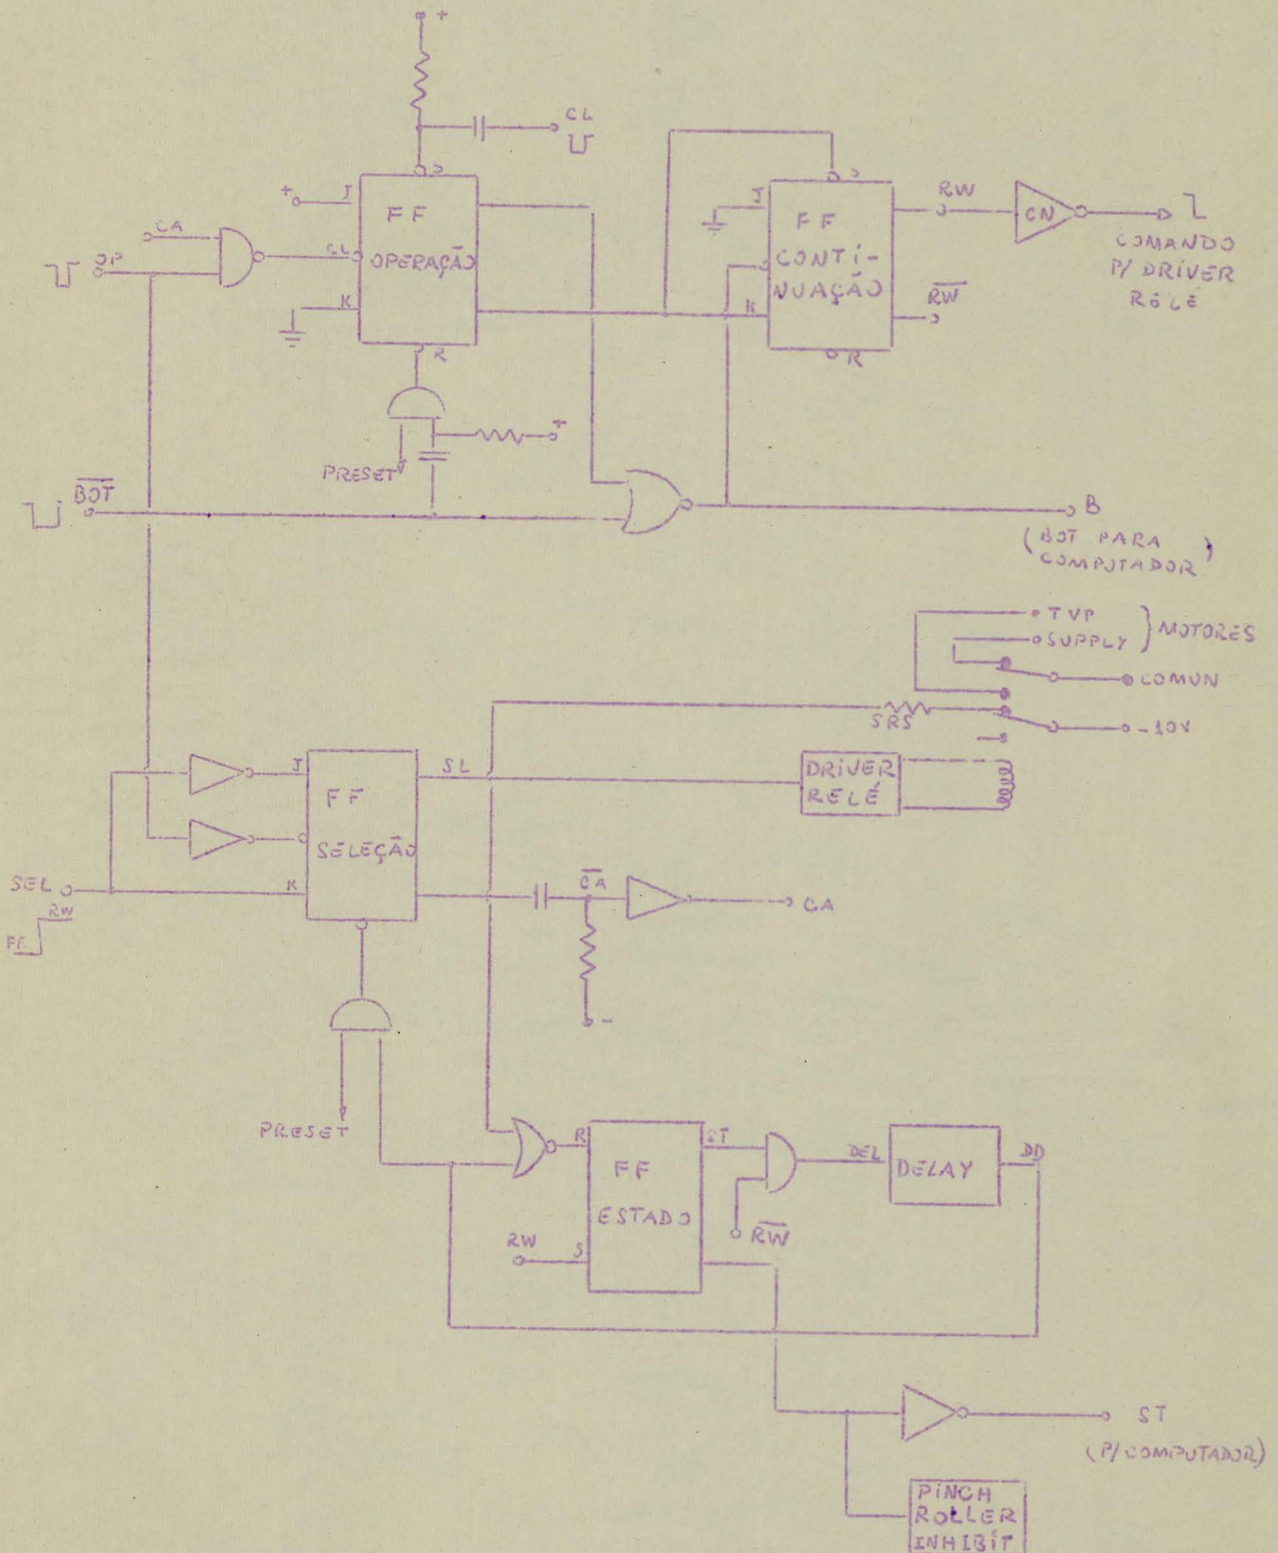 +
CL
+
J
FF
OPERAÇÃO
CA
OP
CL
K
R
J
FF
CONTI-
NUAÇÃO
K
R
RW
CN
RW
COMANDO
P/ DRIVER
RELÉ
PRESET
+
BOT
B
(BOT PARA
COMPUTADOR)
SUPPLY
MOTORES
COMUN
SRS
-10V
DRIVER
RELÉ
J
FF
SELEÇÃO
K
SL
SEL
RW
FF
CA
CA
-
PRESET
R
FF
ESTADO
S
ST
RW
RW
DEL
DELAY
DD
ST
(P/COMPUTADOR)
PINCH
ROLLER
INHIBIT